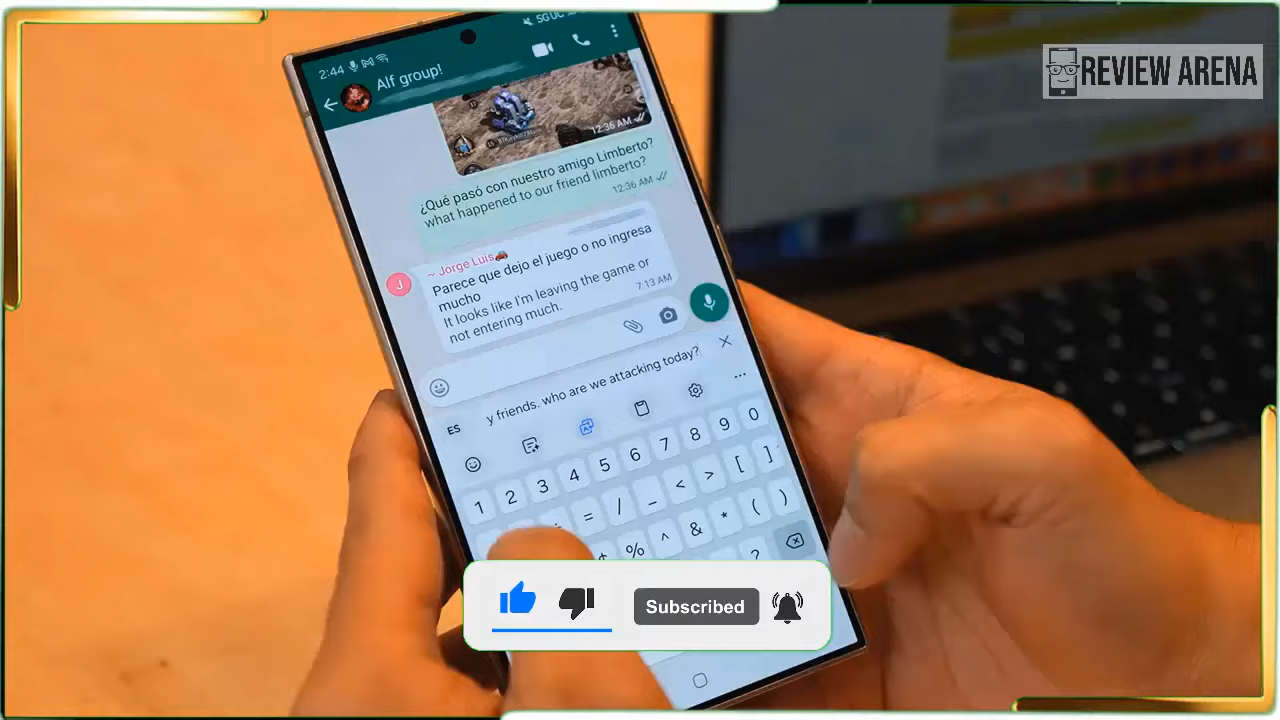 REVIEW ARENA
2:44
5G
Alf group!
12:36 AM
¿Qué pasó con nuestro amigo Limberto?
what happened to our friend limberto?
12:36 AM
~ Jorge Luis
J
Parece que dejo el juego o no ingresa
mucho
It looks like I'm leaving the game or
not entering much.
7:13 AM
y friends. who are we attacking today?
ES
1 2 3 4 5 6 7 8 9 0
= / _ < > [ ]
% ^ & * ( )
?
Subscribed